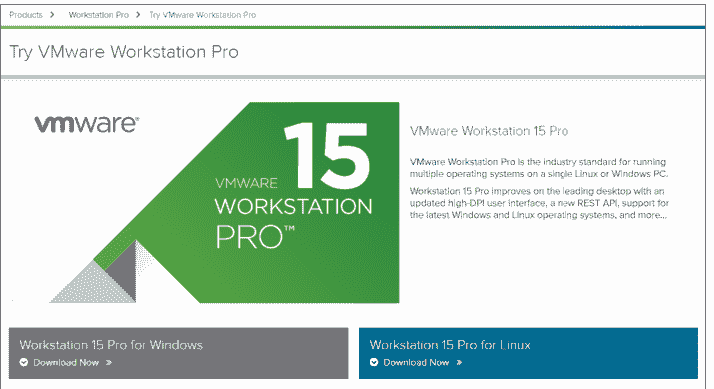 Products > Workstation Pro > Try VMware Workstation Pro
Try VMware Workstation Pro
vmware®
15
VMWARE
WORKSTATION
PRO™
VMware Workstation 15 Pro
VMware Workstation Pro is the industry standard for running
multiple operating systems on a single Linux or Windows PC.
Workstation 15 Pro improves on the leading desktop with an
updated high-DPI user interface, a new REST API, support for
the latest Windows and Linux operating systems, and more...
Workstation 15 Pro for Windows
Download Now »
Workstation 15 Pro for Linux
Download Now »